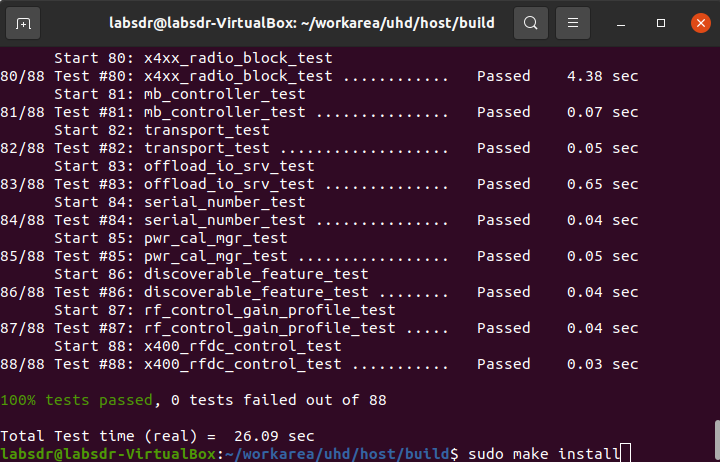 labsdr@labsdr-VirtualBox: ~/workarea/uhd/host/build
      Start 80: x4xx_radio_block_test
80/88 Test #80: x4xx_radio_block_test ............   Passed    4.38 sec
      Start 81: mb_controller_test
81/88 Test #81: mb_controller_test ...............   Passed    0.07 sec
      Start 82: transport_test
82/88 Test #82: transport_test ...................   Passed    0.05 sec
      Start 83: offload_io_srv_test
83/88 Test #83: offload_io_srv_test ..............   Passed    0.65 sec
      Start 84: serial_number_test
84/88 Test #84: serial_number_test ...............   Passed    0.04 sec
      Start 85: pwr_cal_mgr_test
85/88 Test #85: pwr_cal_mgr_test .................   Passed    0.05 sec
      Start 86: discoverable_feature_test
86/88 Test #86: discoverable_feature_test ........   Passed    0.04 sec
      Start 87: rf_control_gain_profile_test
87/88 Test #87: rf_control_gain_profile_test .....   Passed    0.04 sec
      Start 88: x400_rfdc_control_test
88/88 Test #88: x400_rfdc_control_test ...........   Passed    0.03 sec
100% tests passed, 0 tests failed out of 88
Total Test time (real) =  26.09 sec
labsdr@labsdr-VirtualBox:~/workarea/uhd/host/build$ sudo make install